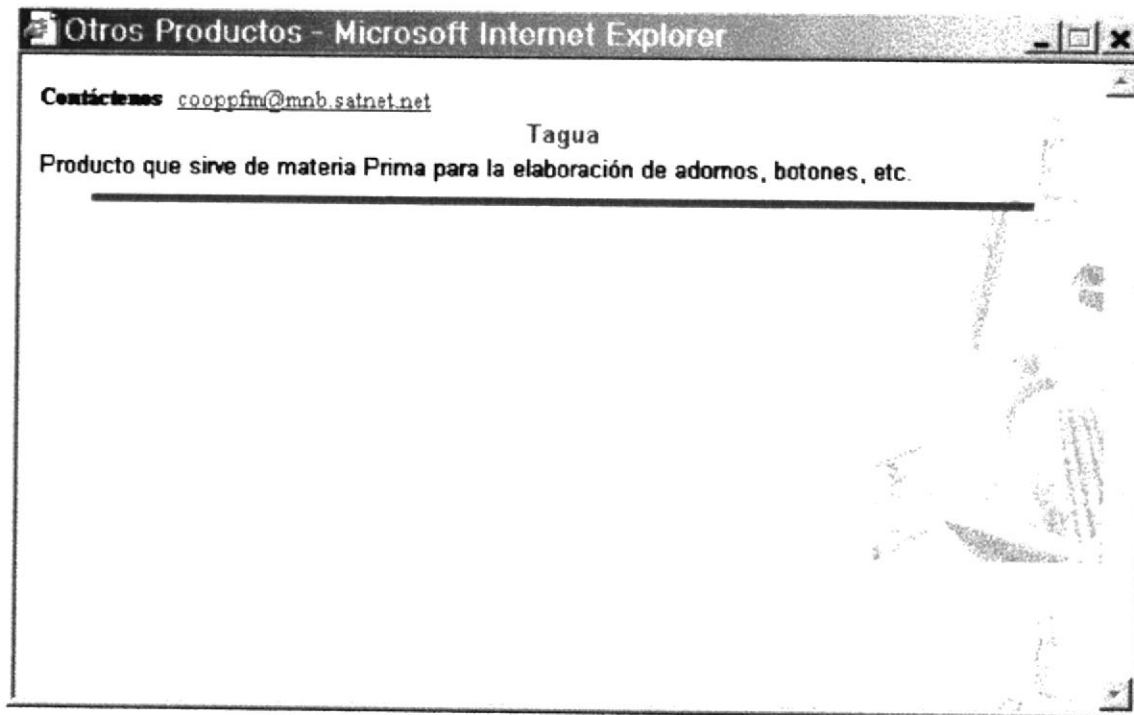 Otros Productos - Microsoft Internet Explorer
Contáctenos cooppfm@mnb.satnet.net
Tagua
Producto que sirve de materia Prima para la elaboración de adornos, botones, etc.